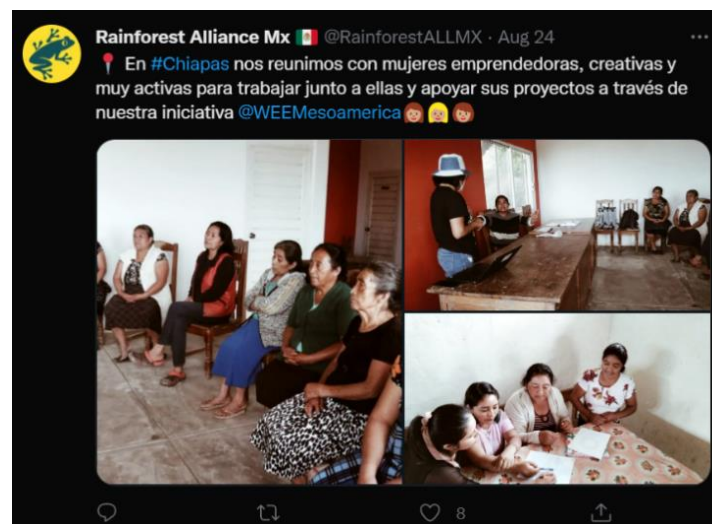 Rainforest Alliance Mx 🇲🇽 @RainforestALLMX · Aug 24
📍 En #Chiapas nos reunimos con mujeres emprendedoras, creativas y
muy activas para trabajar junto a ellas y apoyar sus proyectos a través de
nuestra iniciativa @WEEMesoamerica👩🏽👩🏼👩🏽
8